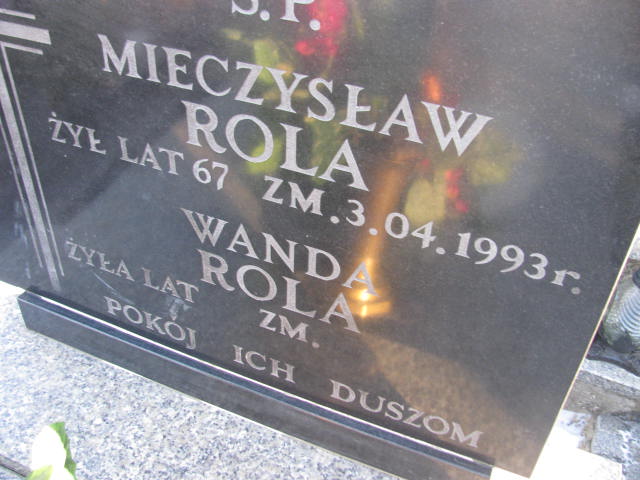 Ś.P.
MIECZYSŁAW
ROLA
ŻYŁ LAT 67 ZM. 3.04.1993 r.
WANDA
ROLA
ŻYŁA LAT ZM.
POKÓJ ICH DUSZOM